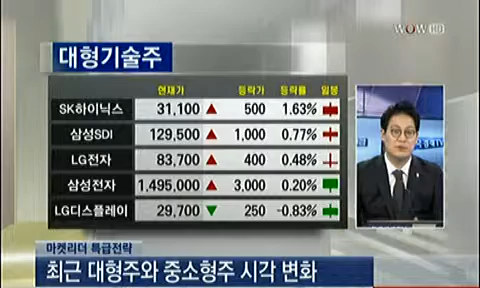 WOW HD
대형기술주
현재가 등락가 등락률 일봉
SK하이닉스 31,100 ▲ 500 1.63%
삼성SDI 129,500 ▲ 1,000 0.77%
LG전자 83,700 ▲ 400 0.48%
삼성전자 1,495,000 ▲ 3,000 0.20%
LG디스플레이 29,700 ▼ 250 -0.83%
마켓리더 특급전략
최근 대형주와 중소형주 시각 변화